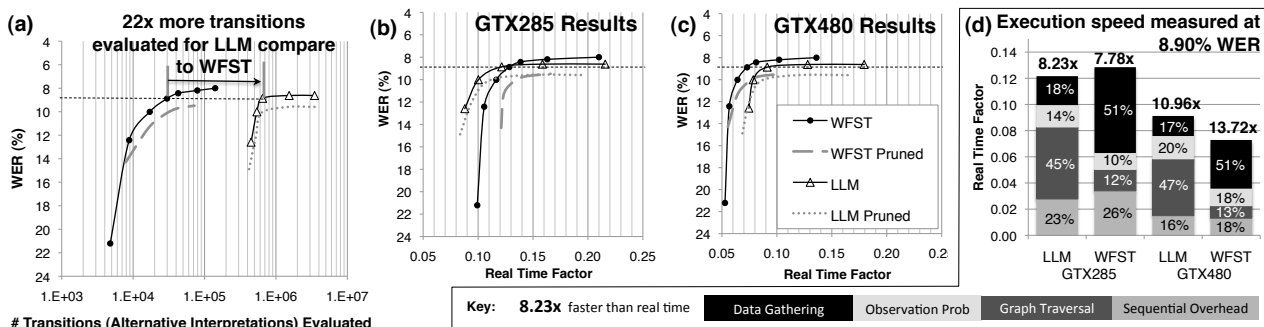 (a)
22x more transitions
evaluated for LLM compare
to WFST
WER (%)
4
6
8
10
12
14
16
18
20
22
24
1.E+03 1.E+04 1.E+05 1.E+06 1.E+07
# Transitions (Alternative Interpretations) Evaluated
(b)
GTX285 Results
WER (%)
4
6
8
10
12
14
16
18
20
22
24
0.05 0.10 0.15 0.20 0.25
Real Time Factor
(c)
GTX480 Results
WER (%)
4
6
8
10
12
14
16
18
20
22
24
0.05 0.10 0.15 0.20 0.2
Real Time Factor
WFST
WFST Pruned
LLM
LLM Pruned
(d) Execution speed measured at
8.90% WER
Real Time Factor
0.14
0.12
0.10
0.08
0.06
0.04
0.02
0.00
8.23x
18%
14%
45%
23%
7.78x
51%
10%
12%
26%
10.96x
17%
20%
47%
16%
13.72x
51%
18%
13%
18%
LLM WFST LLM WFST
GTX285 GTX480
Key: 8.23x faster than real time Data Gathering Observation Prob Graph Traversal Sequential Overhead